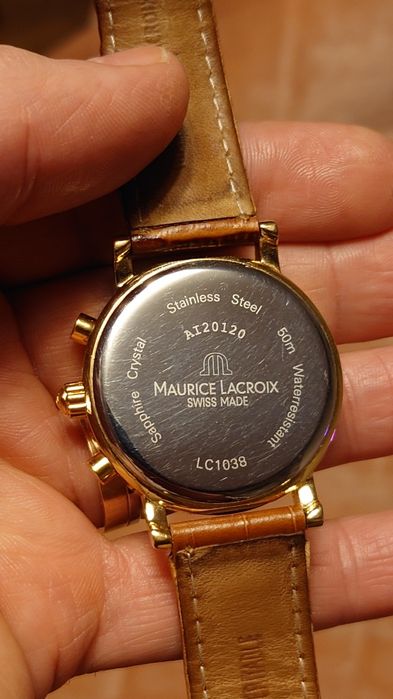 Stainless Steel
50m Waterresistant
Sapphire Crystal
AI20120
MAURICE LACROIX
SWISS MADE
LC1038